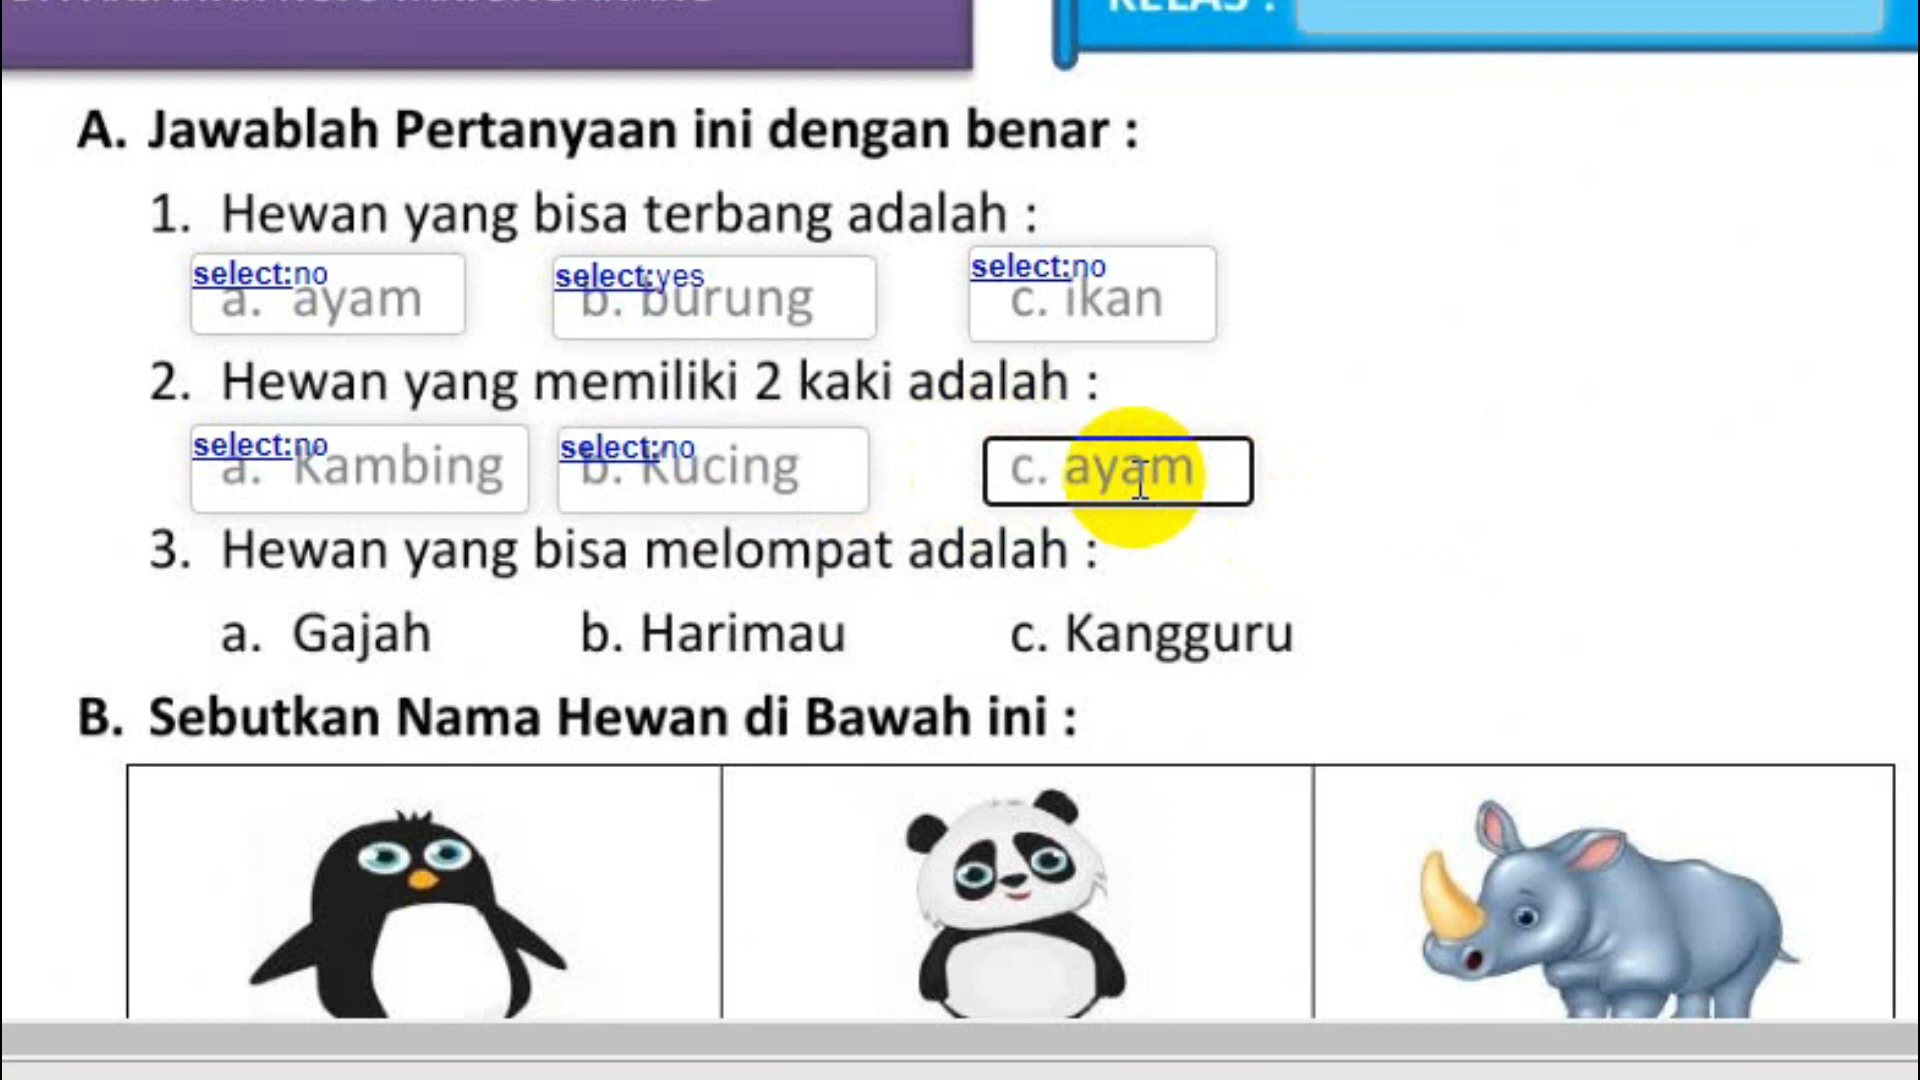 KELAS :
A. Jawablah Pertanyaan ini dengan benar :
1. Hewan yang bisa terbang adalah :
select:no select:yes select:no
a. ayam b. burung c. ikan
2. Hewan yang memiliki 2 kaki adalah :
select:no select:no
a. Kambing b. Kucing c. ayam
3. Hewan yang bisa melompat adalah :
a. Gajah b. Harimau c. Kangguru
B. Sebutkan Nama Hewan di Bawah ini :